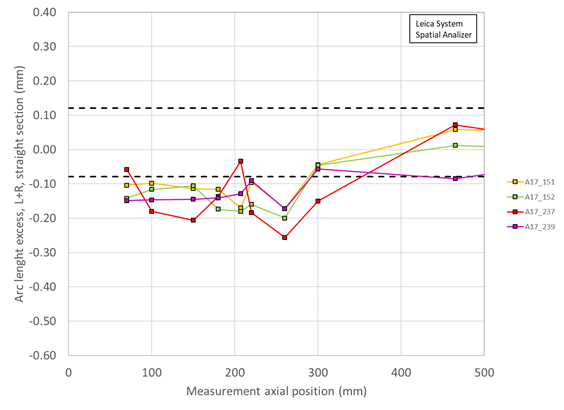 0.40
Leica System
Spatial Analizer
0.30
0.20
0.10
0.00
-0.10
-0.20
-0.30
-0.40
-0.50
-0.60
Arc lenght excess, L+R, straight section (mm)
A17_151
A17_152
A17_237
A17_239
0 100 200 300 400 500
Measurement axial position (mm)